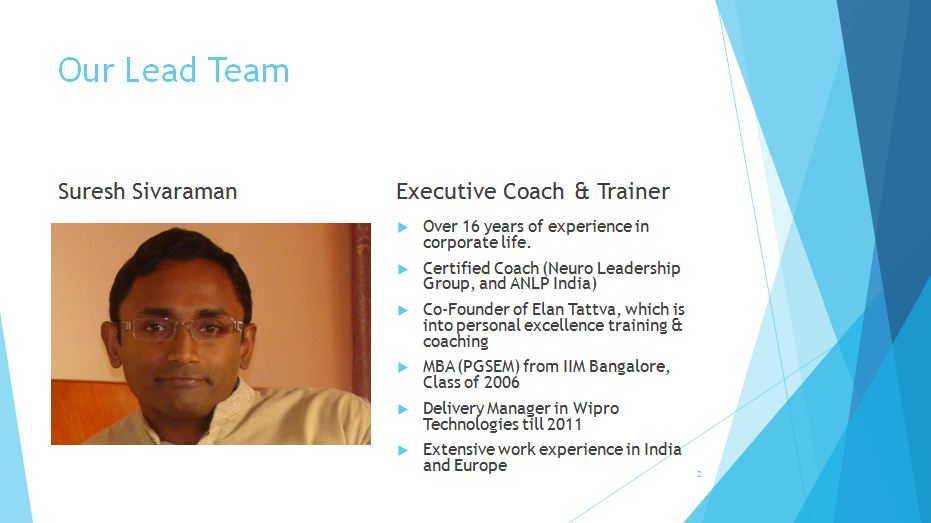 Our Lead Team
Suresh Sivaraman
Executive Coach & Trainer
Over 16 years of experience in
corporate life.
Certified Coach (Neuro Leadership
Group, and ANLP India)
Co-Founder of Elan Tattva, which is
into personal excellence training &
coaching
MBA (PGSEM) from IIM Bangalore,
Class of 2006
Delivery Manager in Wipro
Technologies till 2011
Extensive work experience in India
and Europe
2